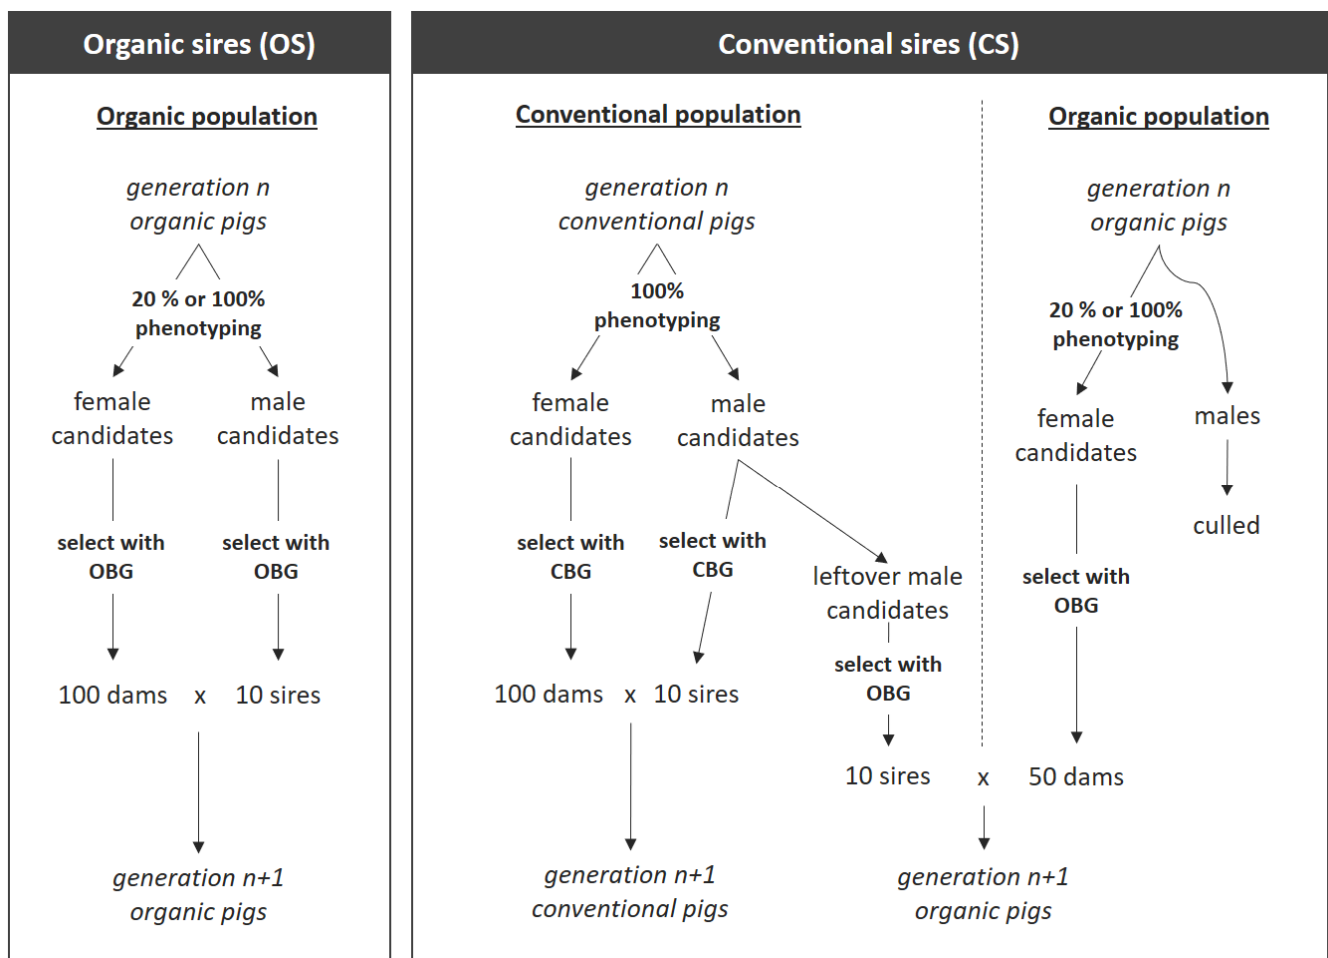 Organic sires (OS)
Organic population
generation n
organic pigs
20 % or 100%
phenotyping
female
candidates
male
candidates
select with
OBG
select with
OBG
100 dams x 10 sires
generation n+1
organic pigs
Conventional sires (CS)
Conventional population
generation n
conventional pigs
100%
phenotyping
female
candidates
male
candidates
select with
CBG
select with
CBG
leftover male
candidates
select with
OBG
100 dams x 10 sires
generation n+1
conventional pigs
Organic population
generation n
organic pigs
20 % or 100%
phenotyping
female
candidates
males
culled
select with
OBG
10 sires x 50 dams
generation n+1
organic pigs